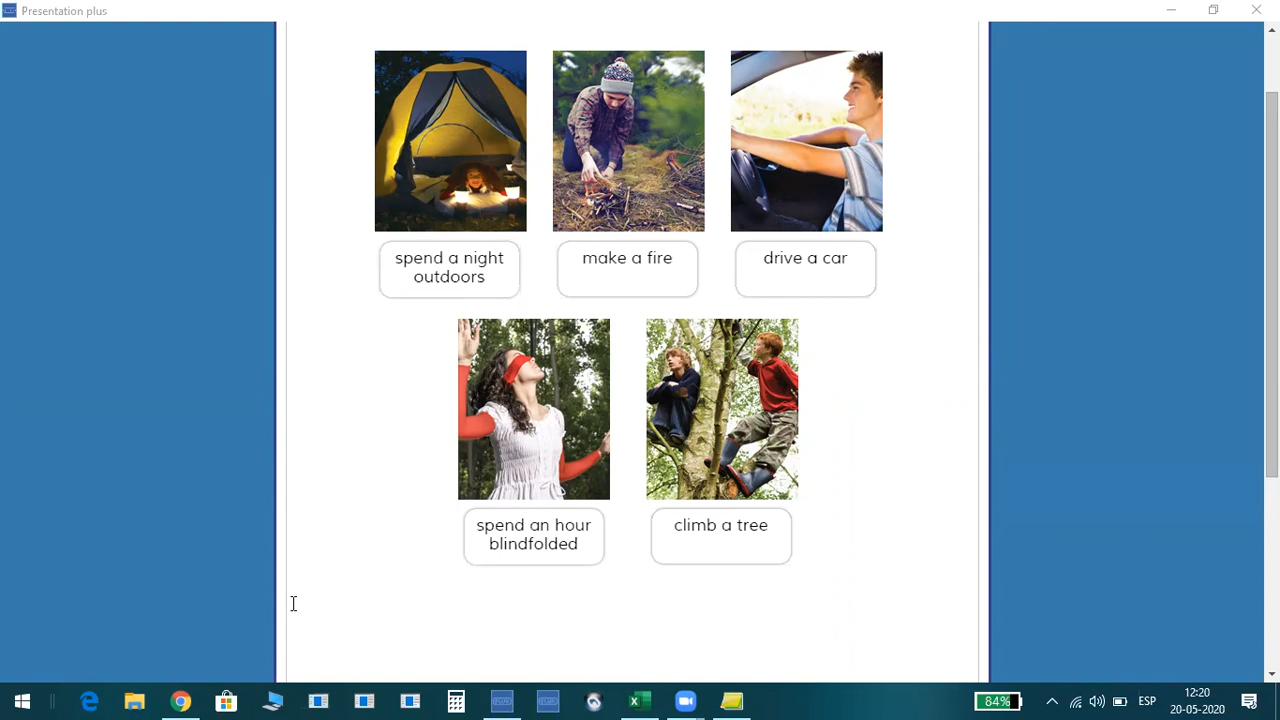 Presentation plus
spend a night
outdoors
make a fire
drive a car
spend an hour
blindfolded
climb a tree
84%
ESP
12:20
20-05-2020